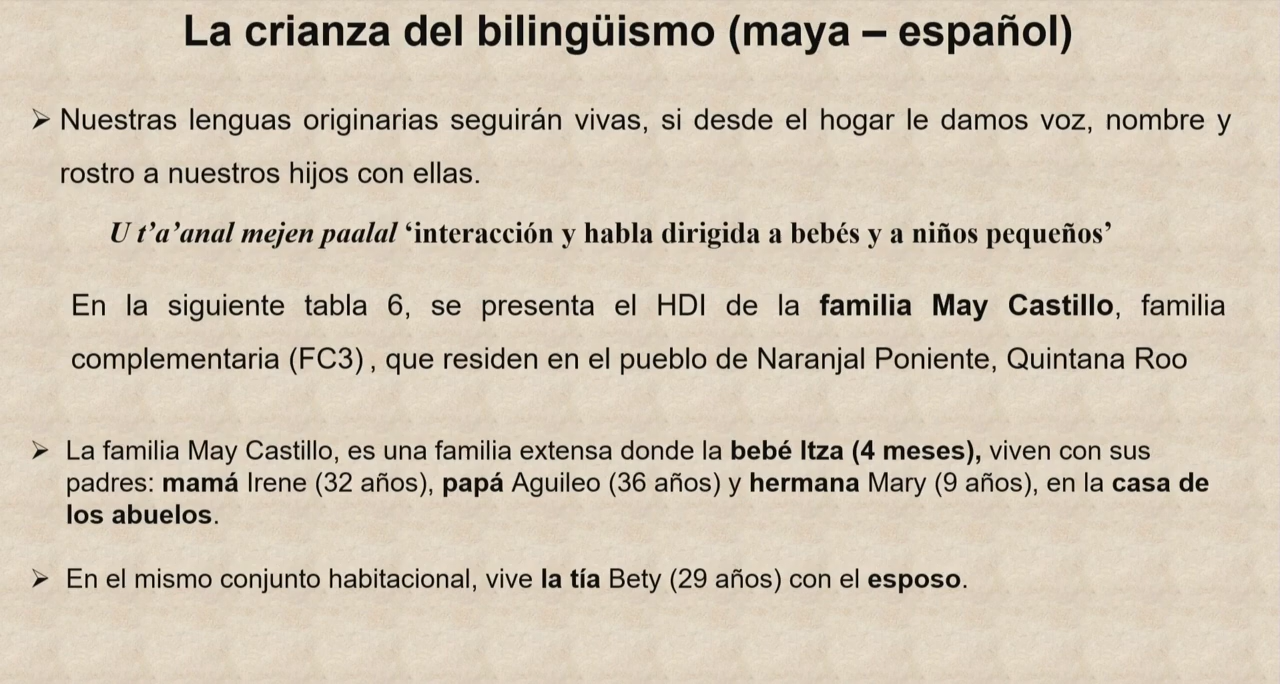 La crianza del bilingüismo (maya – español)
➢ Nuestras lenguas originarias seguirán vivas, si desde el hogar le damos voz, nombre y
rostro a nuestros hijos con ellas.
U t’a’anal mejen paalal ‘interacción y habla dirigida a bebés y a niños pequeños’
En la siguiente tabla 6, se presenta el HDI de la familia May Castillo, familia
complementaria (FC3), que residen en el pueblo de Naranjal Poniente, Quintana Roo
➢ La familia May Castillo, es una familia extensa donde la bebé Itza (4 meses), viven con sus
padres: mamá Irene (32 años), papá Aguileo (36 años) y hermana Mary (9 años), en la casa de
los abuelos.
➢ En el mismo conjunto habitacional, vive la tía Bety (29 años) con el esposo.